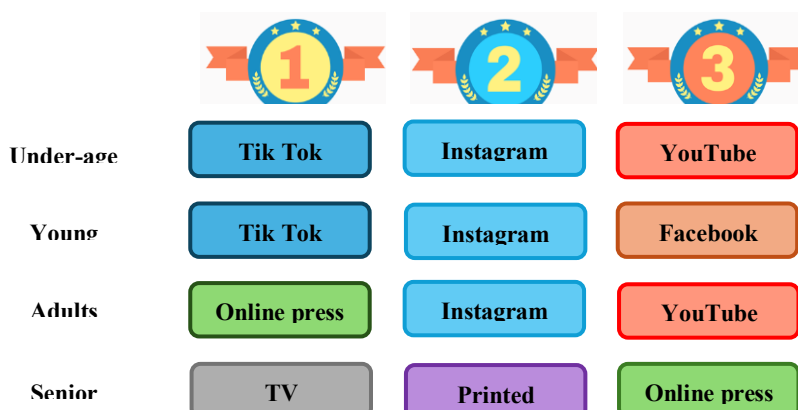 1 2 3
Under-age Tik Tok Instagram YouTube
Young Tik Tok Instagram Facebook
Adults Online press Instagram YouTube
Senior TV Printed Online press